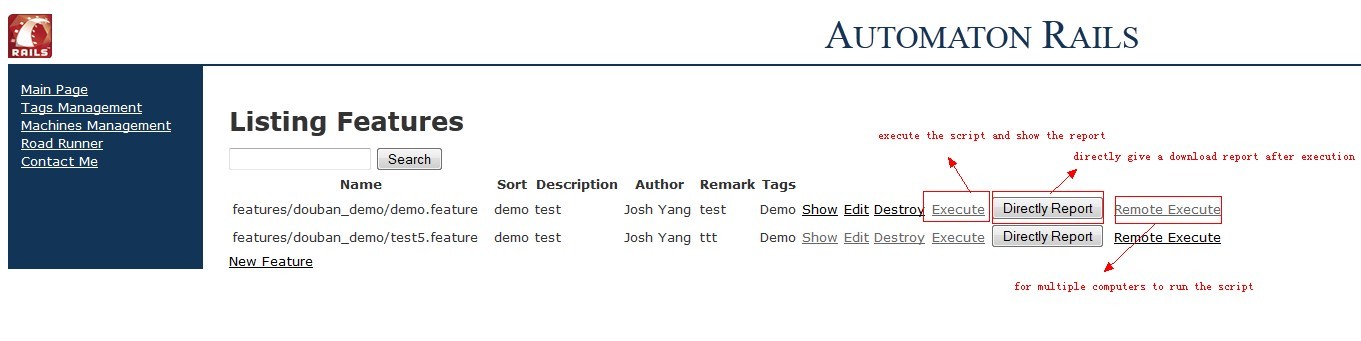 RAILS
AUTOMATON RAILS
Main Page
Tags Management
Machines Management
Road Runner
Contact Me
Listing Features
execute the script and show the report
directly give a download report after execution
Search
Name Sort Description Author Remark Tags
features/douban_demo/demo.feature demo test Josh Yang test Demo Show Edit Destroy Execute Directly Report Remote Execute
features/douban_demo/test5.feature demo test Josh Yang ttt Demo Show Edit Destroy Execute Directly Report Remote Execute
New Feature
for multiple computers to run the script